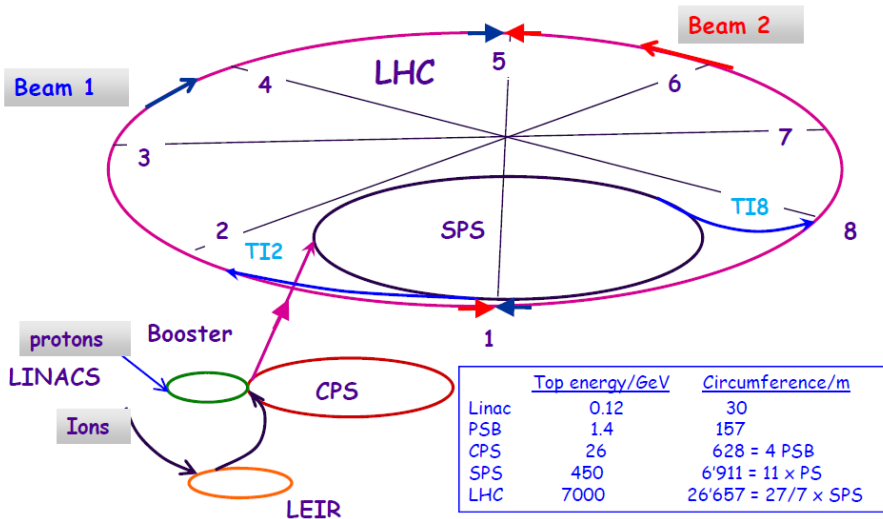 Beam 2
5
LHC
4
6
Beam 1
3
7
TI8
2
SPS
8
TI2
Booster
1
protons
LINACS
CPS
Ions
LEIR
Top energy/GeV Circumference/m
Linac 0.12 30
PSB 1.4 157
CPS 26 628 = 4 PSB
SPS 450 6'911 = 11 x PS
LHC 7000 26'657 = 27/7 x SPS